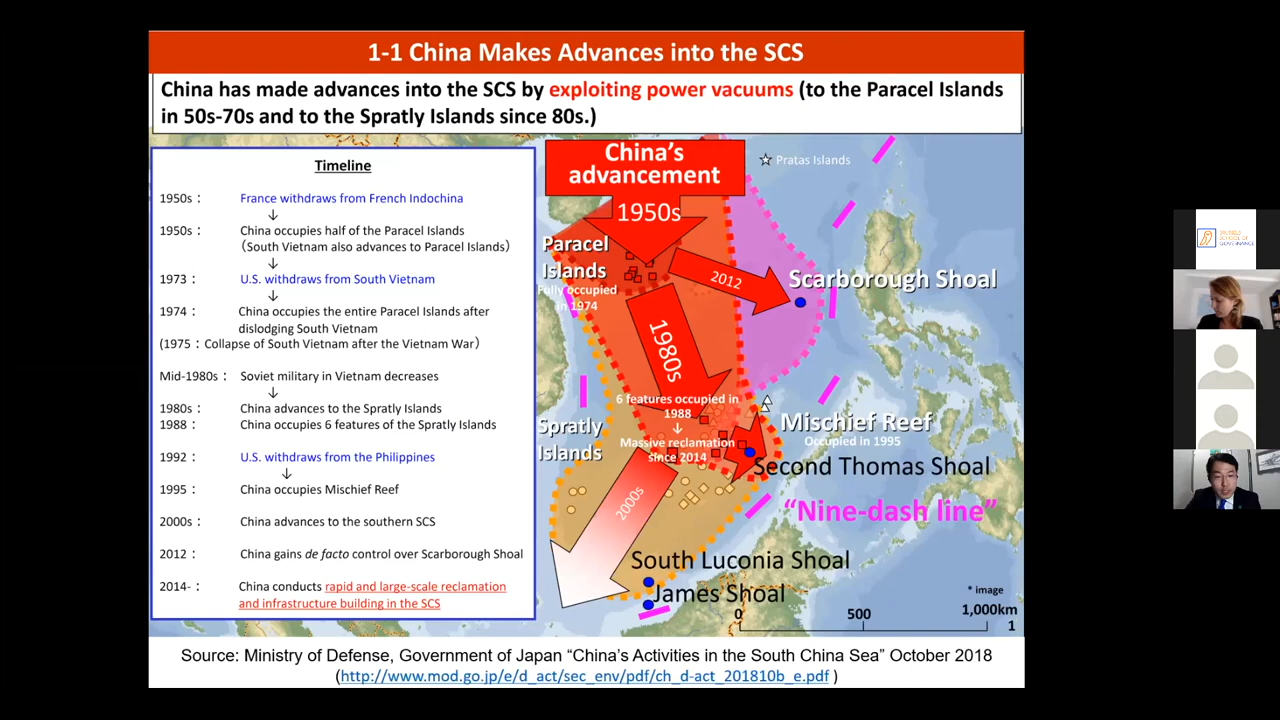 1-1 China Makes Advances into the SCS
China has made advances into the SCS by exploiting power vacuums (to the Paracel Islands
in 50s-70s and to the Spratly Islands since 80s.)
Timeline
1950s： France withdraws from French Indochina
↓
1950s： China occupies half of the Paracel Islands
（South Vietnam also advances to Paracel Islands）
↓
1973： U.S. withdraws from South Vietnam
↓
1974： China occupies the entire Paracel Islands after
dislodging South Vietnam
(1975：Collapse of South Vietnam after the Vietnam War）
Mid-1980s： Soviet military in Vietnam decreases
↓
1980s： China advances to the Spratly Islands
1988： China occupies 6 features of the Spratly Islands
1992： U.S. withdraws from the Philippines
↓
1995： China occupies Mischief Reef
2000s： China advances to the southern SCS
2012： China gains de facto control over Scarborough Shoal
2014-： China conducts rapid and large-scale reclamation
and infrastructure building in the SCS
China's
advancement
1950s
Pratas Islands
Paracel
Islands
Fully occupied
in 1974
2012
Scarborough Shoal
1980s
6 features occupied in
1988
↓
Massive reclamation
since 2014
Spratly
Islands
Mischief Reef
Occupied in 1995
Second Thomas Shoal
2000s
“Nine-dash line”
South Luconia Shoal
James Shoal
* image
0 500 1,000km
1
Source: Ministry of Defense, Government of Japan “China's Activities in the South China Sea” October 2018
(http://www.mod.go.jp/e/d_act/sec_env/pdf/ch_d-act_201810b_e.pdf )
BRUSSELS
SCHOOL OF
GOVERNANCE